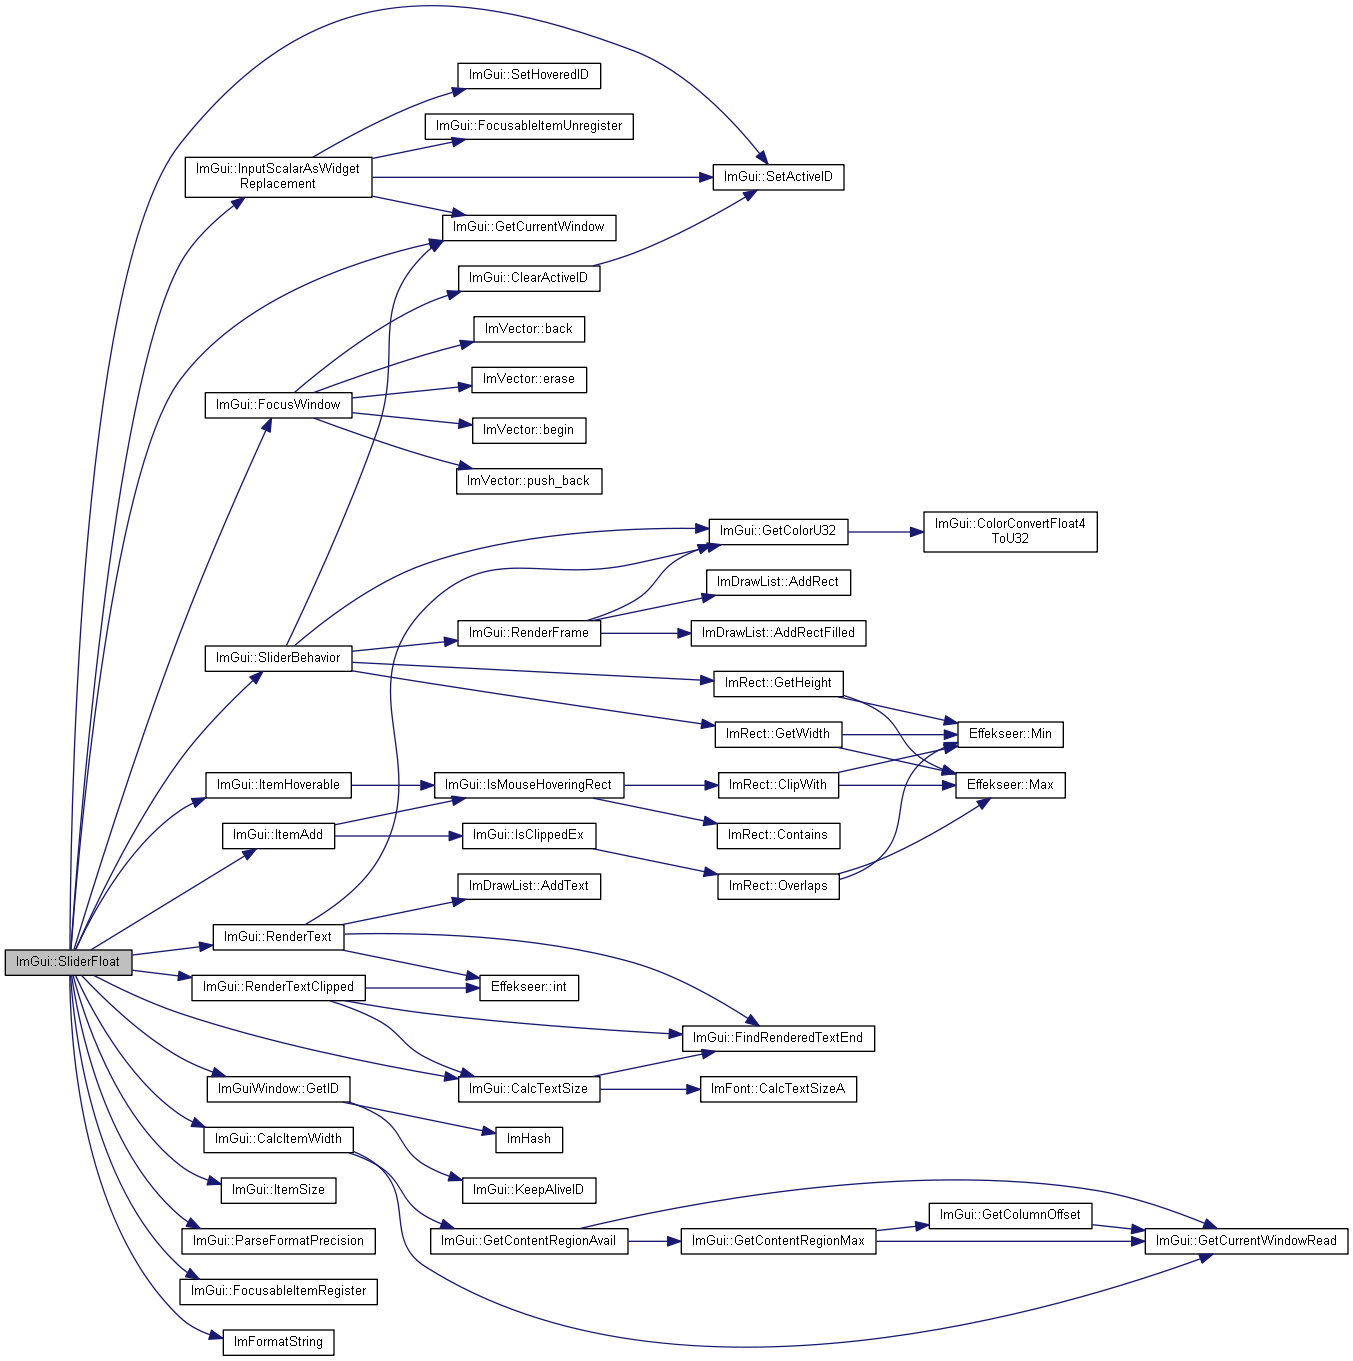 ImGui::SetHoveredID
ImGui::FocusableItemUnregister
ImGui::InputScalarAsWidget
Replacement
ImGui::SetActiveID
ImGui::GetCurrentWindow
ImGui::ClearActiveID
ImVector::back
ImVector::erase
ImGui::FocusWindow
ImVector::begin
ImVector::push_back
ImGui::GetColorU32
ImGui::ColorConvertFloat4
ToU32
ImDrawList::AddRect
ImGui::RenderFrame
ImDrawList::AddRectFilled
ImGui::SliderBehavior
ImRect::GetHeight
ImRect::GetWidth
Effekseer::Min
ImGui::ItemHoverable
ImGui::IsMouseHoveringRect
ImRect::ClipWith
Effekseer::Max
ImGui::ItemAdd
ImGui::IsClippedEx
ImRect::Contains
ImDrawList::AddText
ImRect::Overlaps
ImGui::RenderText
ImGui::SliderFloat
ImGui::RenderTextClipped
Effekseer::int
ImGui::FindRenderedTextEnd
ImGuiWindow::GetID
ImGui::CalcTextSize
ImFont::CalcTextSizeA
ImGui::CalcItemWidth
ImHash
ImGui::ItemSize
ImGui::KeepAliveID
ImGui::GetColumnOffset
ImGui::ParseFormatPrecision
ImGui::GetContentRegionAvail
ImGui::GetContentRegionMax
ImGui::GetCurrentWindowRead
ImGui::FocusableItemRegister
ImFormatString